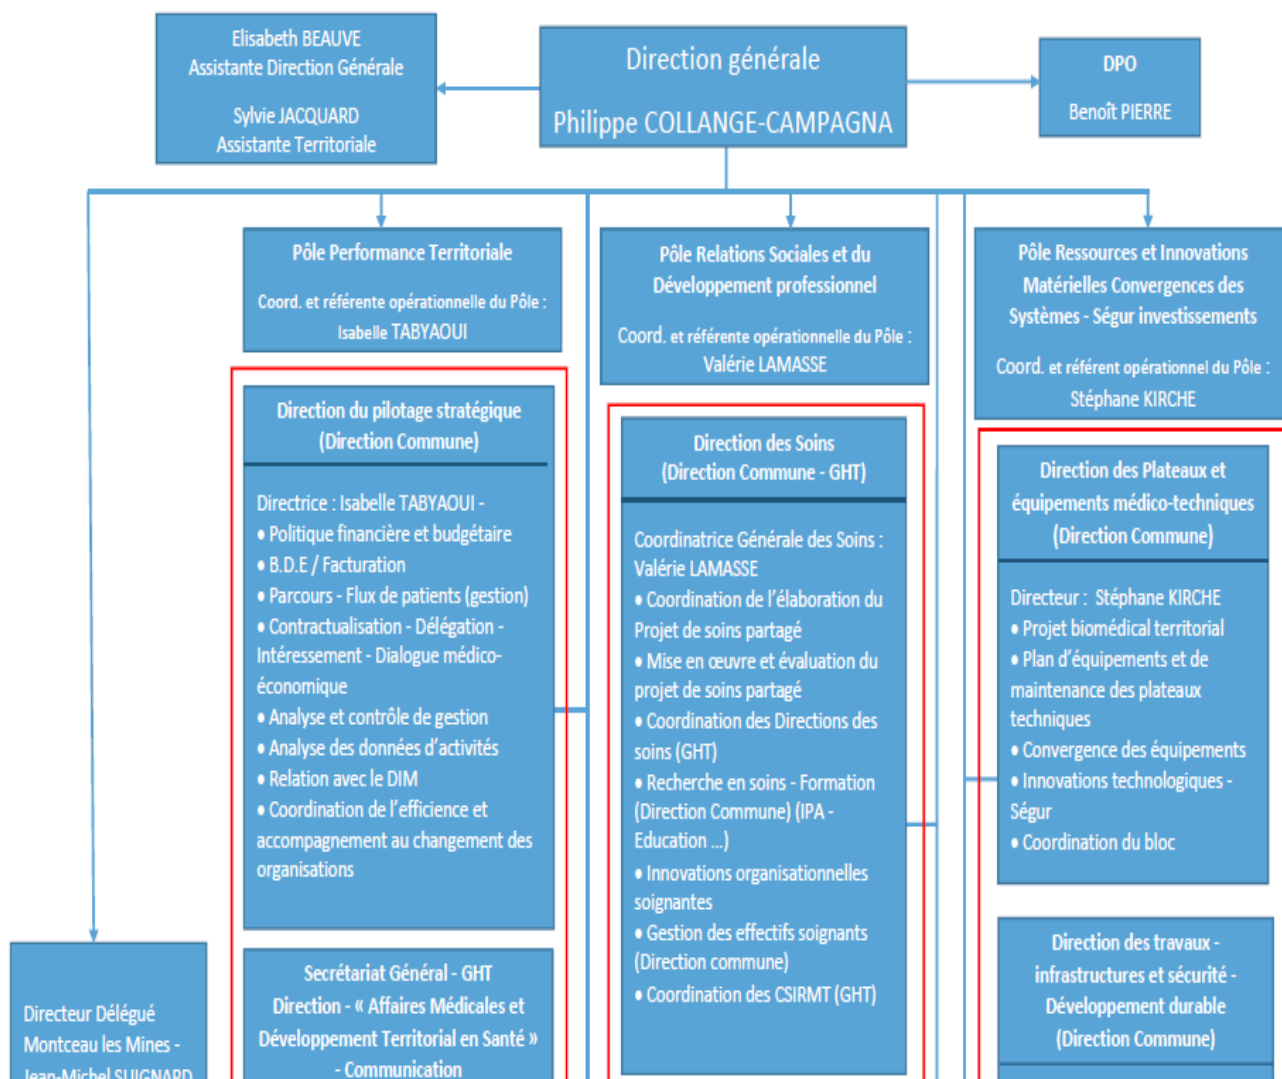 Elisabeth BEAUVE
Assistante Direction Générale
Sylvie JACQUARD
Assistante Territoriale
Direction générale
Philippe COLLANGE-CAMPAGNA
DPO
Benoît PIERRE
Pôle Performance Territoriale
Coord. et référente opérationnelle du Pôle :
Isabelle TABYAOUI
Pôle Relations Sociales et du
Développement professionnel
Coord. et référente opérationnelle du Pôle :
Valérie LAMASSE
Pôle Ressources et Innovations
Matérielles Convergences des
Systèmes - Ségur investissements
Coord. et référent opérationnel du Pôle :
Stéphane KIRCHE
Direction du pilotage stratégique
(Direction Commune)
Directrice : Isabelle TABYAOUI -
• Politique financière et budgétaire
• B.D.E / Facturation
• Parcours - Flux de patients (gestion)
• Contractualisation - Délégation -
Intéressement - Dialogue médico-
économique
• Analyse et contrôle de gestion
• Analyse des données d'activités
• Relation avec le DIM
• Coordination de l'efficience et
accompagnement au changement des
organisations
Direction des Soins
(Direction Commune - GHT)
Coordinatrice Générale des Soins :
Valérie LAMASSE
• Coordination de l'élaboration du
Projet de soins partagé
• Mise en œuvre et évaluation du
projet de soins partagé
• Coordination des Directions des
soins (GHT)
• Recherche en soins - Formation
(Direction Commune) (IPA -
Education ...)
• Innovations organisationnelles
soignantes
• Gestion des effectifs soignants
(Direction commune)
• Coordination des CSIRMT (GHT)
Direction des Plateaux et
équipements médico-techniques
(Direction Commune)
Directeur : Stéphane KIRCHE
• Projet biomédical territorial
• Plan d'équipements et de
maintenance des plateaux
techniques
• Convergence des équipements
• Innovations technologiques -
Ségur
• Coordination du bloc
Directeur Délégué
Montceau les Mines -
Jean-Michel SUIGNARD
Secrétariat Général - GHT
Direction - « Affaires Médicales et
Développement Territorial en Santé »
- Communication
Direction des travaux -
infrastructures et sécurité -
Développement durable
(Direction Commune)